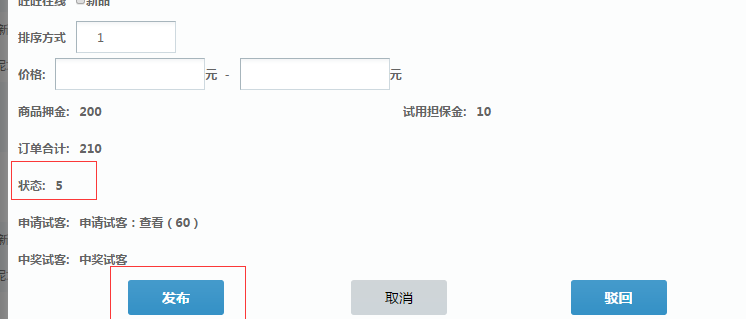 旺旺在线 新品
排序方式 1
价格: 元 - 元
商品押金: 200 试用担保金: 10
订单合计: 210
状态: 5
申请试客: 申请试客：查看（60）
中奖试客: 中奖试客
发布 取消 驳回